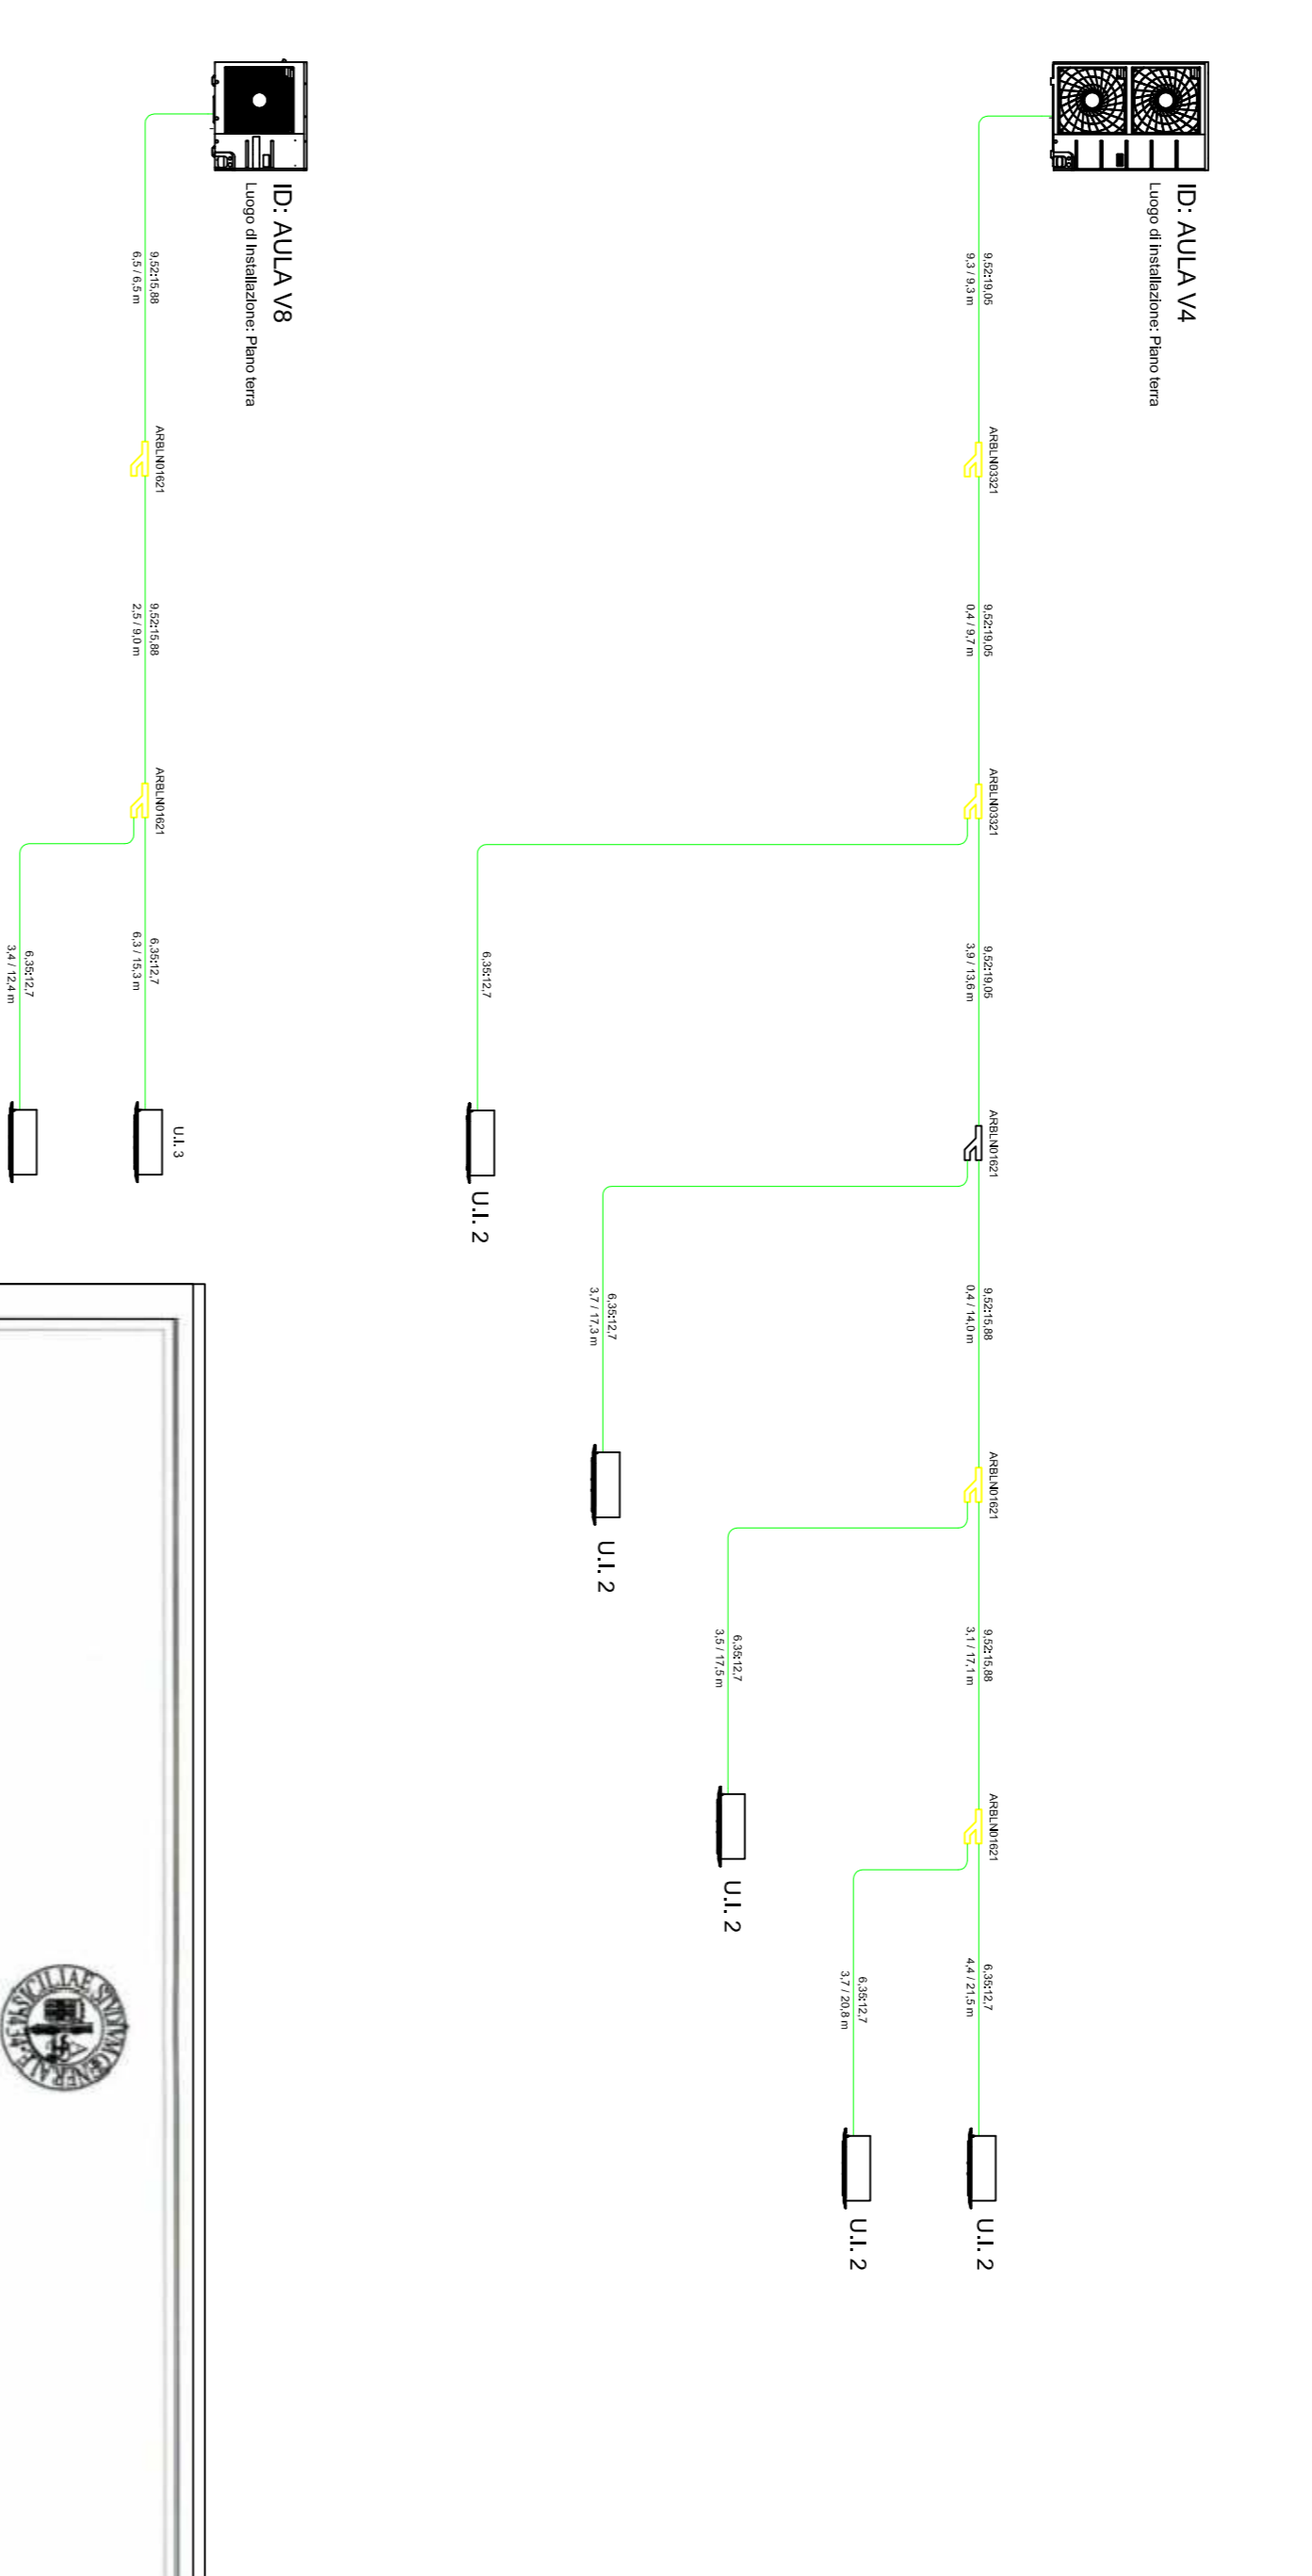 ID: AULA V4
Luogo di installazione: Piano terra
9,52:19,05
9,3 / 9,3 m
ARBLN03321
9,52:19,05
0,4 / 9,7 m
ARBLN03321
9,52:19,05
3,9 / 13,6 m
ARBLN01621
9,52:15,88
0,4 / 14,0 m
ARBLN01621
9,52:15,88
3,1 / 17,1 m
ARBLN01621
6,35:12,7
4,4 / 21,5 m
U.I. 2
6,35:12,7
3,7 / 20,8 m
U.I. 2
6,35:12,7
3,5 / 17,5 m
U.I. 2
6,35:12,7
3,7 / 17,3 m
U.I. 2
6,35:12,7
U.I. 2
ID: AULA V8
Luogo di installazione: Piano terra
9,52:15,88
6,5 / 6,5 m
ARBLN01621
9,52:15,88
2,5 / 9,0 m
ARBLN01621
6,35:12,7
6,3 / 15,3 m
U.I. 3
6,35:12,7
3,4 / 12,4 m
SICILIAE STVDIVM GENERALE 1434